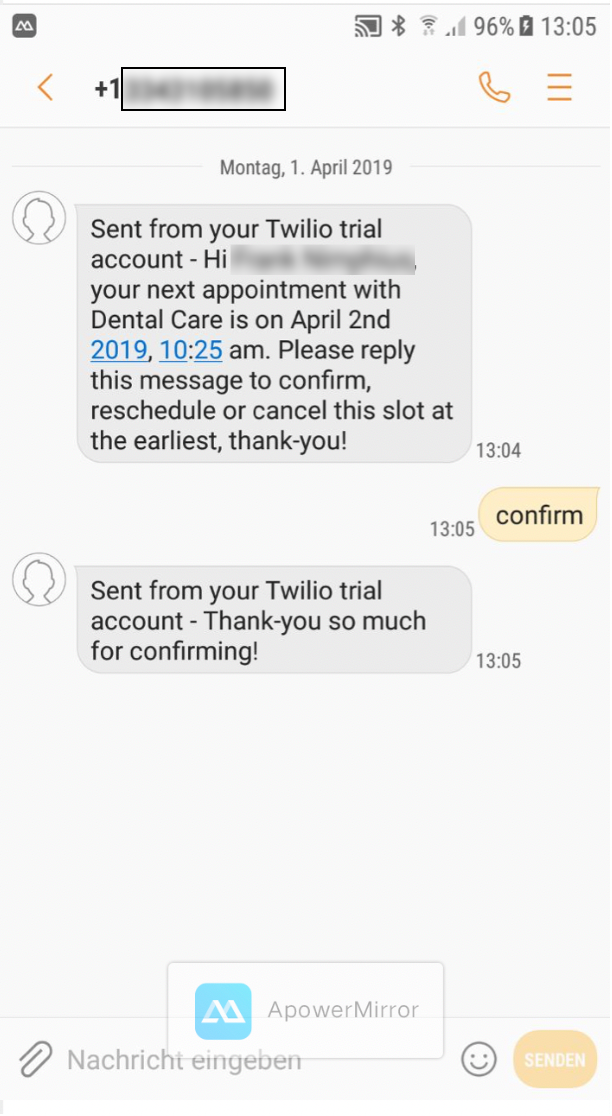 96% 13:05
+1
Montag, 1. April 2019
Sent from your Twilio trial
account - Hi ,
your next appointment with
Dental Care is on April 2nd
2019, 10:25 am. Please reply
this message to confirm,
reschedule or cancel this slot at
the earliest, thank-you!
13:04
confirm
13:05
Sent from your Twilio trial
account - Thank-you so much
for confirming!
13:05
ApowerMirror
Nachricht eingeben
SENDEN